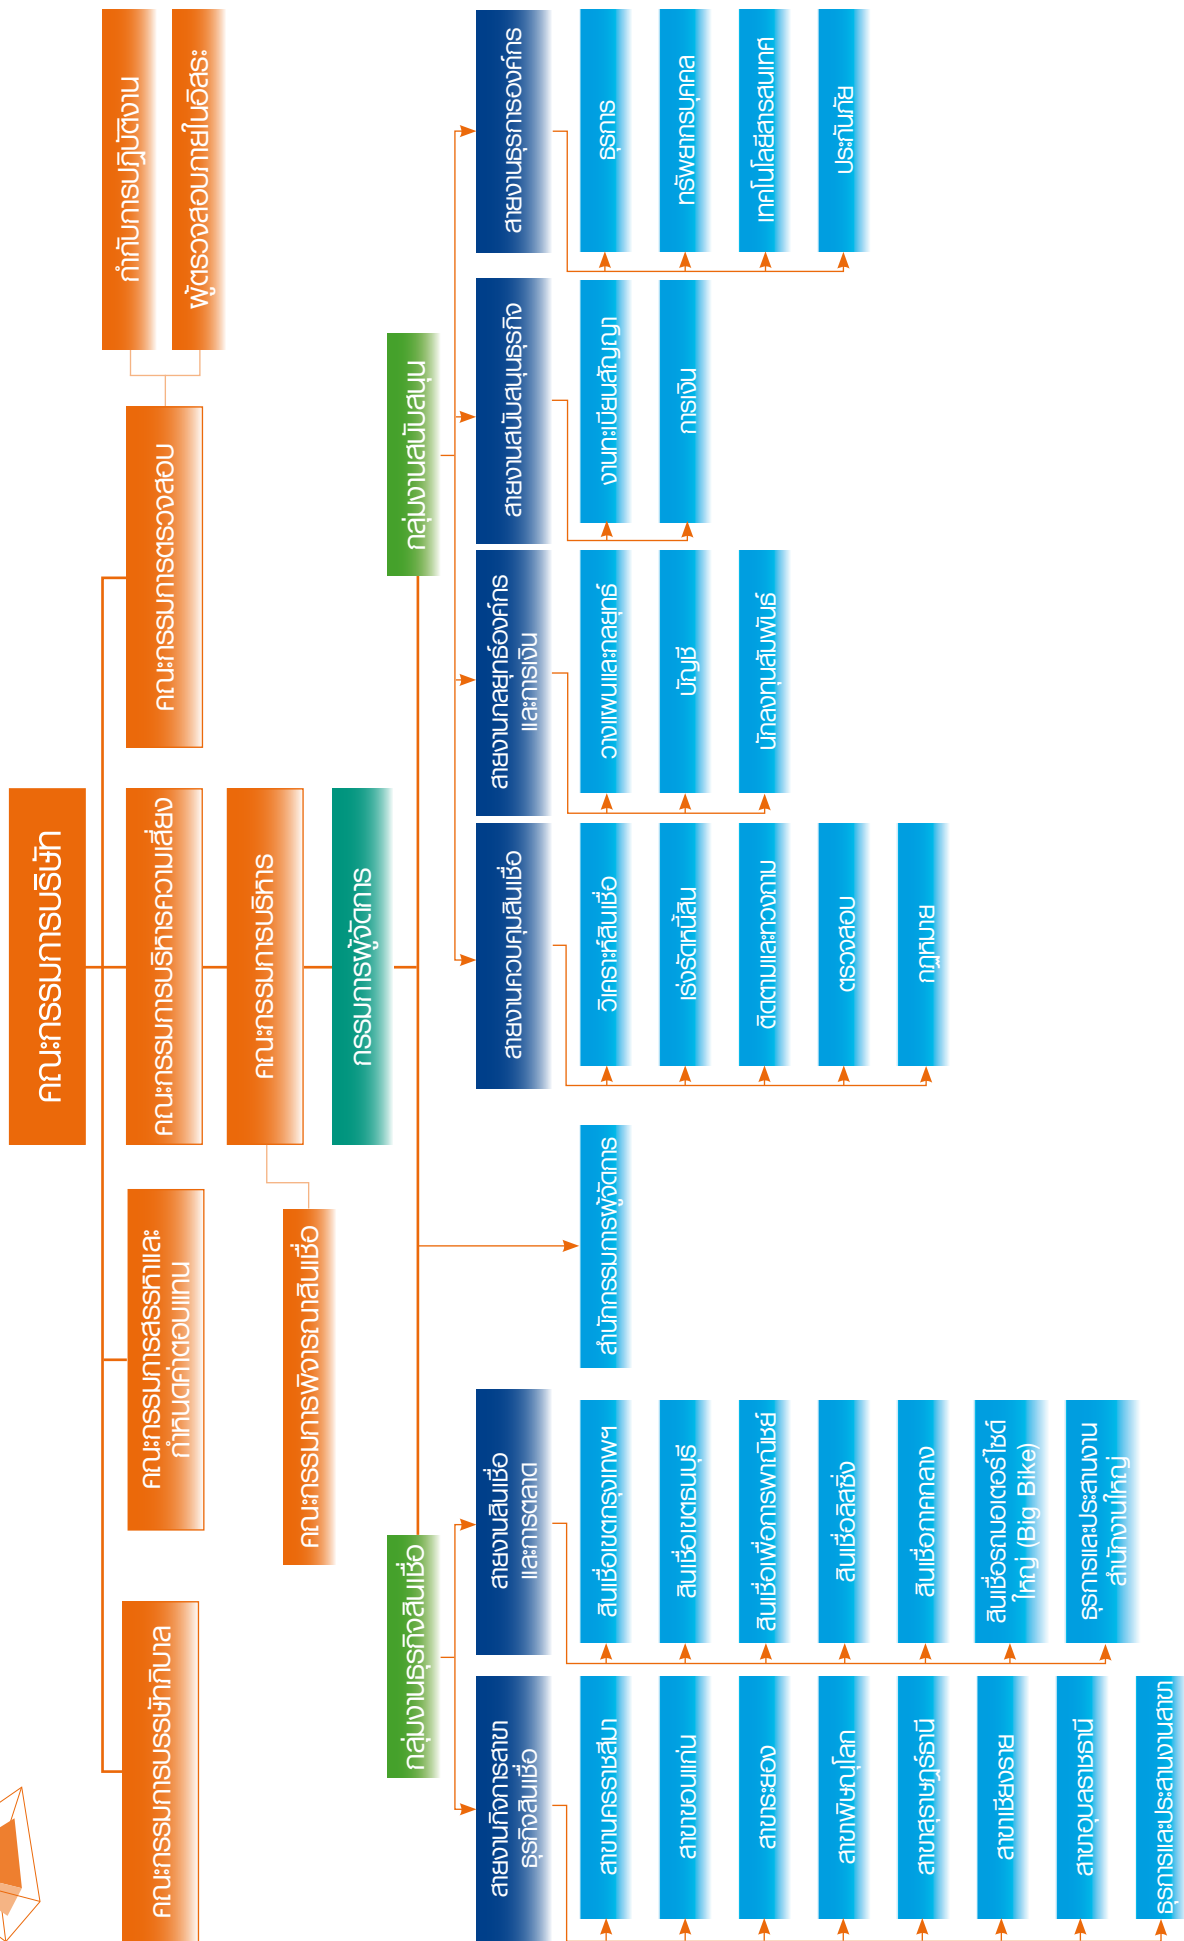 คณะกรรมการบริษัท
คณะกรรมการบรรษัทภิบาล
คณะกรรมการสรรหาและ
กำหนดค่าตอบแทน
คณะกรรมการบริหารความเสี่ยง
คณะกรรมการตรวจสอบ
กำกับการปฏิบัติงาน
ผู้ตรวจสอบภายในอิสระ
คณะกรรมการบริหาร
คณะกรรมการพิจารณาสินเชื่อ
กรรมการผู้จัดการ
กลุ่มงานธุรกิจสินเชื่อ
กลุ่มงานสนับสนุน
สายงานกิจการสาขา
ธุรกิจสินเชื่อ
สาขานครราชสีมา
สาขาขอนแก่น
สาขาระยอง
สาขาพิษณุโลก
สาขาสุราษฎร์ธานี
สาขาเชียงราย
สาขาอุบลราชธานี
ธุรการและประสานงานสาขา
สายงานสินเชื่อ
และการตลาด
สินเชื่อเขตกรุงเทพฯ
สินเชื่อเขตธนบุรี
สินเชื่อเพื่อการพาณิชย์
สินเชื่อลิสซิ่ง
สินเชื่อภาคกลาง
สินเชื่อรถมอเตอร์ไซด์
ใหญ่ (Big Bike)
ธุรการและประสานงาน
สำนักงานใหญ่
สำนักกรรมการผู้จัดการ
สายงานควบคุมสินเชื่อ
วิเคราะห์สินเชื่อ
เร่งรัดหนี้สิน
ติดตามและทวงถาม
ตรวจสอบ
กฎหมาย
สายงานกลยุทธ์องค์กร
และการเงิน
วางแผนและกลยุทธ์
บัญชี
นักลงทุนสัมพันธ์
สายงานสนับสนุนธุรกิจ
งานทะเบียนสัญญา
การเงิน
สายงานธุรการองค์กร
ธุรการ
ทรัพยากรบุคคล
เทคโนโลยีสารสนเทศ
ประกันภัย